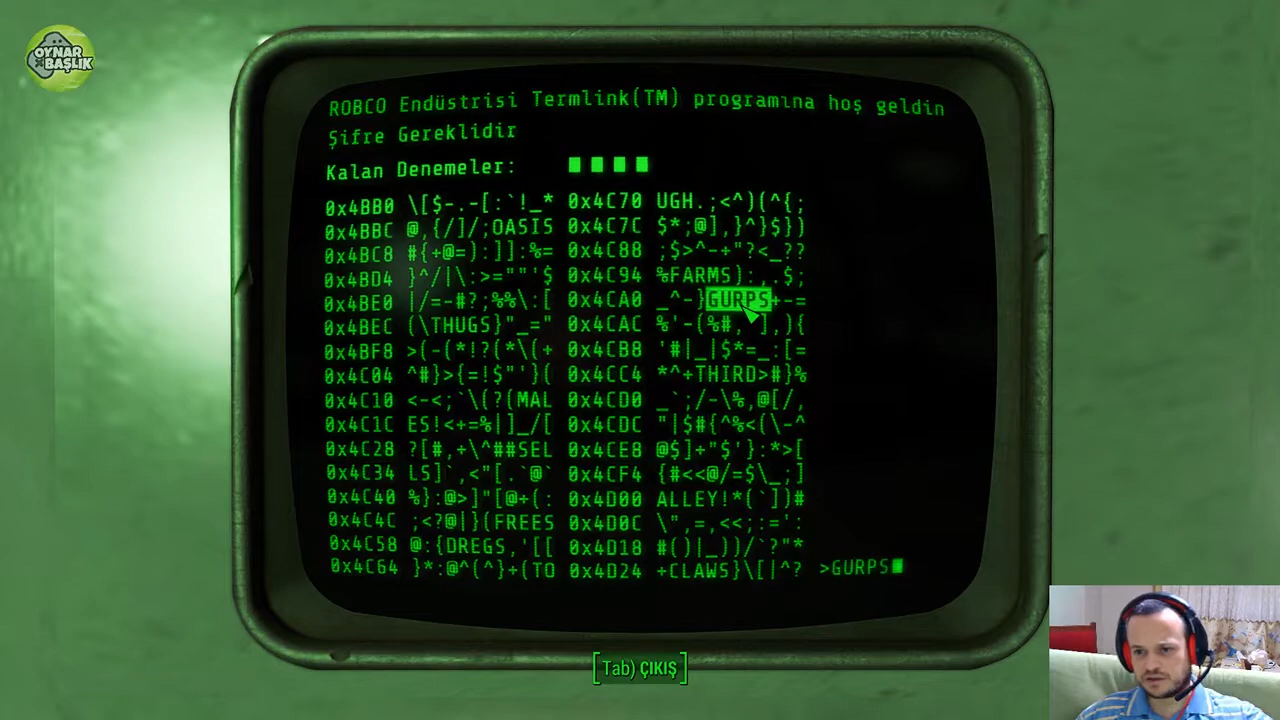 OYNAR
BAŞLIK
ROBCO Endüstrisi Termlink(TM) programına hoş geldin
Şifre Gereklidir
Kalan Denemeler:
0x4BB0 \[$-.-[:`!_* 0x4C70 UGH.;<^)(^{;
0x4BBC @,{/]/;OASIS 0x4C7C $*;@],}^}$})
0x4BC8 #{+@=):]]:%= 0x4C88 ;$>^-+"?<_??
0x4BD4 }^/|\:>=""'$ 0x4C94 %FARMS):,.$;
0x4BE0 |/=-#?;%%\:[ 0x4CA0 _^-}GURPS+-=
0x4BEC (\THUGS}"_=" 0x4CAC %'-(%#, ],){
0x4BF8 >(-(*!?(*\(+ 0x4CB8 '#|_|$*=_:[=
0x4C04 ^#}>{=!$"'}( 0x4CC4 *^+THIRD>#}%
0x4C10 <-<;`\(?(MAL 0x4CD0 _`;/-\%,@[/,
0x4C1C ES!<+=%|]_/[ 0x4CDC "|$#{^%<(\-^
0x4C28 ?[#,+\^##SEL 0x4CE8 @$]+"$'}:*>[
0x4C34 LS]`,<"[.`@` 0x4CF4 {#<<@/=$\_;]
0x4C40 %}:@>]"[@+(: 0x4D00 ALLEY!*(`])#
0x4C4C ;<?@|}(FREES 0x4D0C \",=,<<;:=':
0x4C58 @:{DREGS,'[[ 0x4D18 #()|_))/`?"*
0x4C64 }*:@^(^}+(TO 0x4D24 +CLAWS}\[|^? >GURPS
[Tab) ÇIKIŞ]